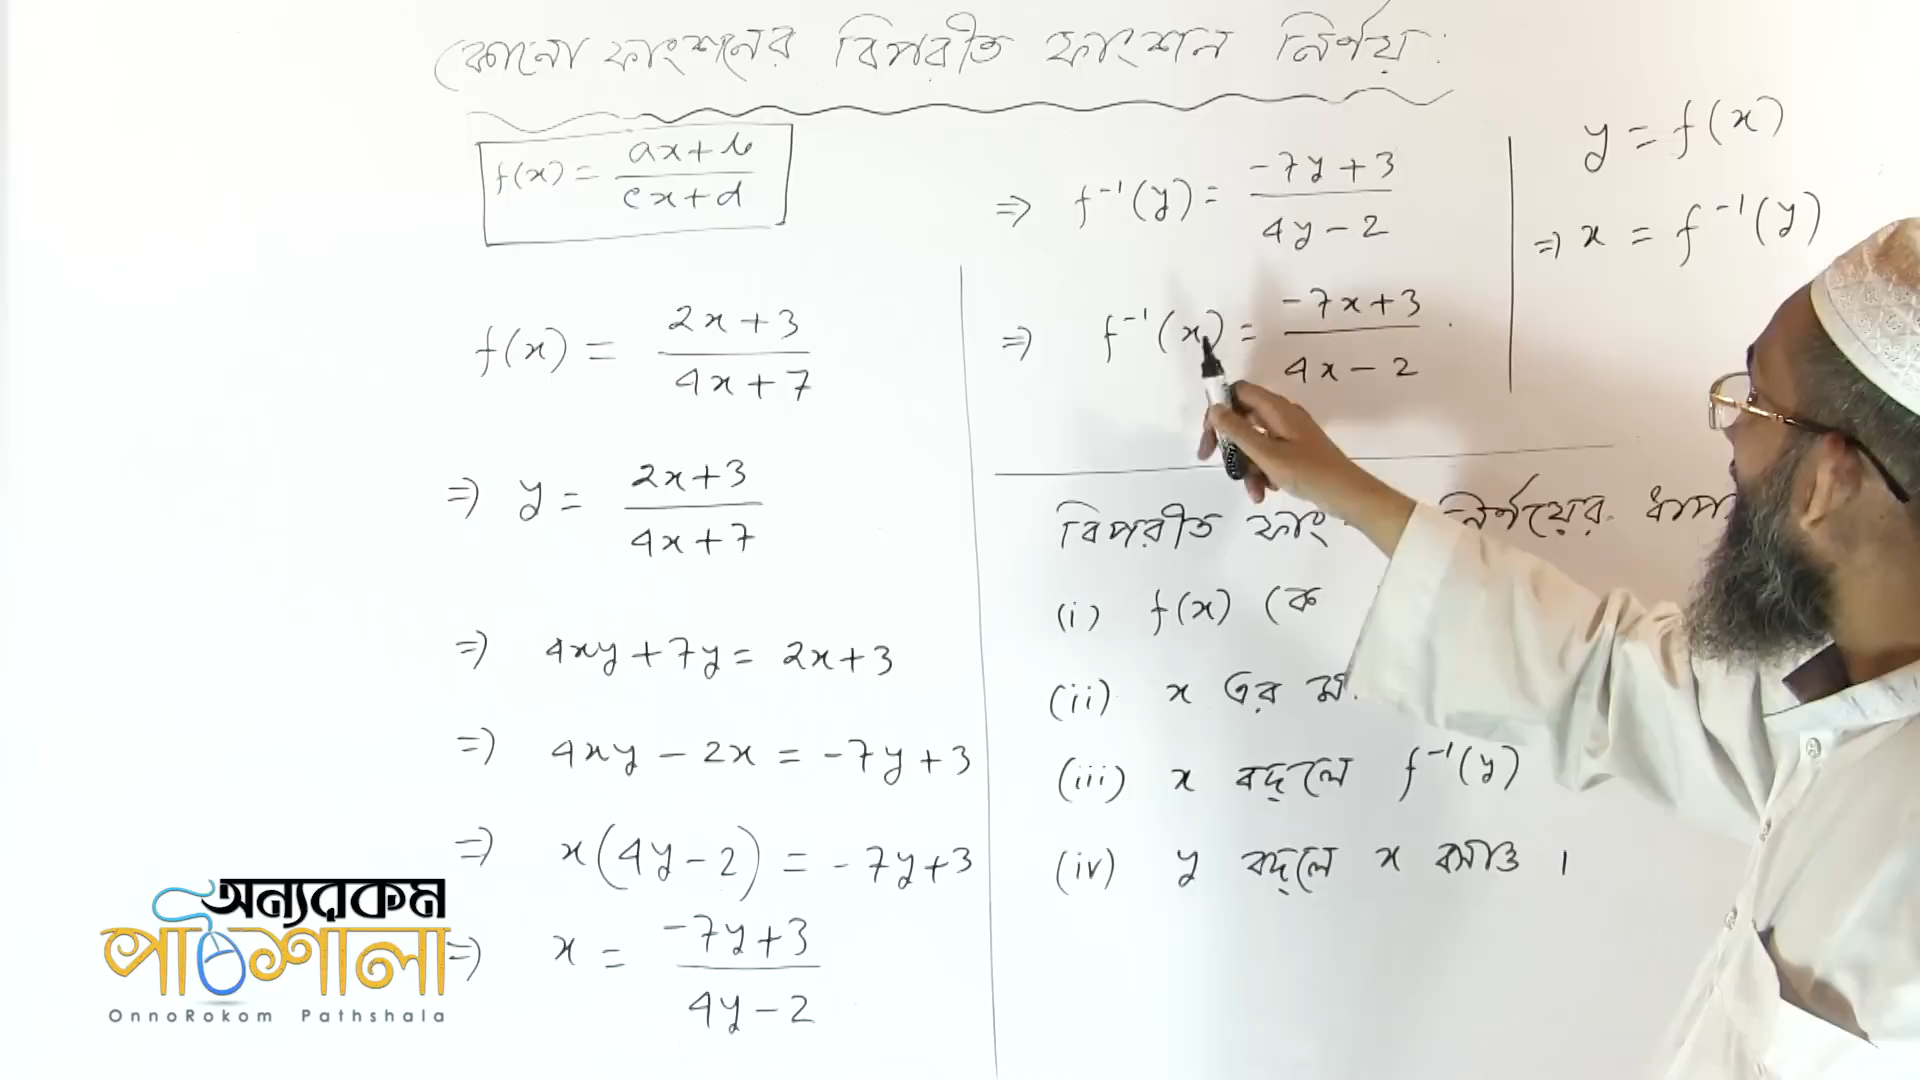 কোনো ফাংশনের বিপরীত ফাংশন নির্ণয়:
f(x) = (ax+b)/(cx+d)
f(x) = (2x+3)/(4x+7)
⇒ y = (2x+3)/(4x+7)
⇒ 4xy+7y = 2x+3
⇒ 4xy − 2x = −7y+3
⇒ x(4y−2) = −7y+3
⇒ x = (−7y+3)/(4y−2)
⇒ f⁻¹(y) = (−7y+3)/(4y−2)
⇒ f⁻¹(x) = (−7x+3)/(4x−2)
y = f(x)
⇒ x = f⁻¹(y)
বিপরীত ফাং নির্ণয়ের
(i) f(x) কে
(ii) x এর
(iii) x বদলে f⁻¹(y)
(iv) y বদলে x বসাও।
অন্যরকম
পাঠশালা
OnnoRokom Pathshala